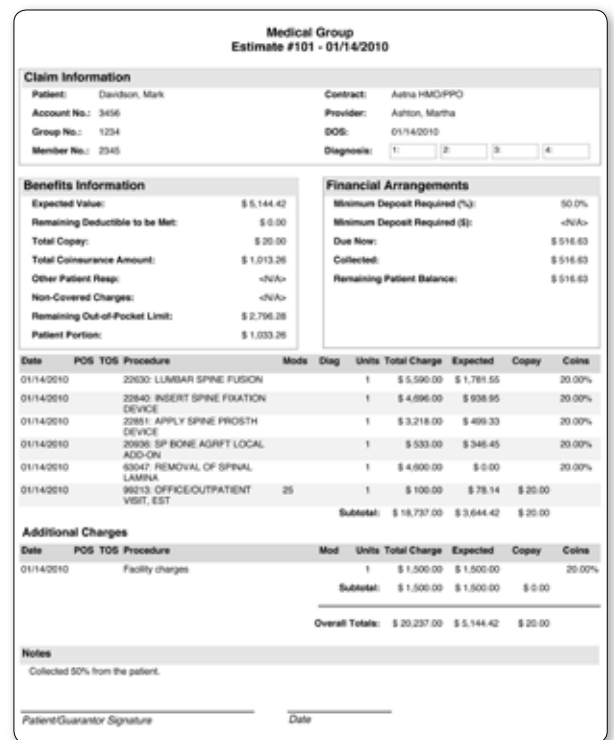 Medical Group
Estimate #101 - 01/14/2010
Claim Information
Patient: Davidson, Mark Contract: Aetna HMO/PPO
Account No.: 3456 Provider: Ashton, Martha
Group No.: 1234 DOS: 01/14/2010
Member No.: 2345 Diagnosis: 1: 2: 3: 4:
Benefits Information
Expected Value: $ 5,144.42
Remaining Deductible to be Met: $ 0.00
Total Copay: $ 20.00
Total Coinsurance Amount: $ 1,013.26
Other Patient Resp: <N/A>
Non-Covered Charges: <N/A>
Remaining Out-of-Pocket Limit: $ 2,796.28
Patient Portion: $ 1,033.26
Financial Arrangements
Minimum Deposit Required (%): 50.0%
Minimum Deposit Required ($): <N/A>
Due Now: $ 516.63
Collected: $ 516.63
Remaining Patient Balance: $ 516.63
Date POS TOS Procedure Mods Diag Units Total Charge Expected Copay Coins
01/14/2010 22630: LUMBAR SPINE FUSION 1 $ 5,590.00 $ 1,781.55 20.00%
01/14/2010 22840: INSERT SPINE FIXATION 1 $ 4,696.00 $ 938.95 20.00%
DEVICE
01/14/2010 22851: APPLY SPINE PROSTH 1 $ 3,218.00 $ 499.33 20.00%
DEVICE
01/14/2010 20936: SP BONE AGRFT LOCAL 1 $ 533.00 $ 346.45 20.00%
ADD-ON
01/14/2010 63047: REMOVAL OF SPINAL 1 $ 4,600.00 $ 0.00 20.00%
LAMINA
01/14/2010 99213: OFFICE/OUTPATIENT 25 1 $ 100.00 $ 78.14 $ 20.00
VISIT, EST
Subtotal: $ 18,737.00 $ 3,644.42 $ 20.00
Additional Charges
Date POS TOS Procedure Mod Units Total Charge Expected Copay Coins
01/14/2010 Facility charges 1 $ 1,500.00 $ 1,500.00 20.00%
Subtotal: $ 1,500.00 $ 1,500.00 $ 0.00
Overall Totals: $ 20,237.00 $ 5,144.42 $ 20.00
Notes
Collected 50% from the patient.
Patient/Guarantor Signature Date